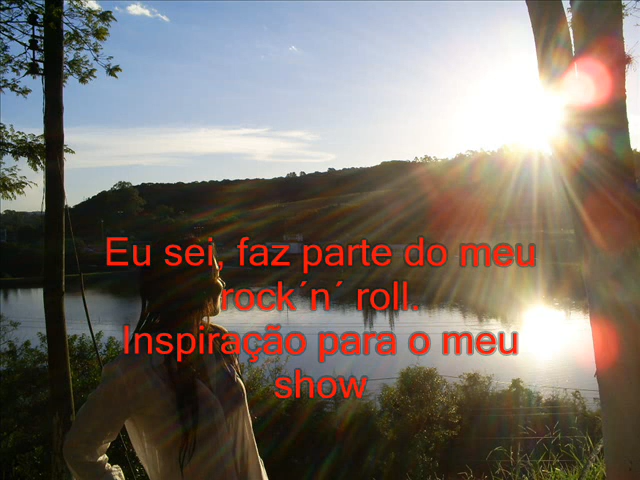 Eu sei, faz parte do meu
rock´n´ roll.
Inspiração para o meu
show